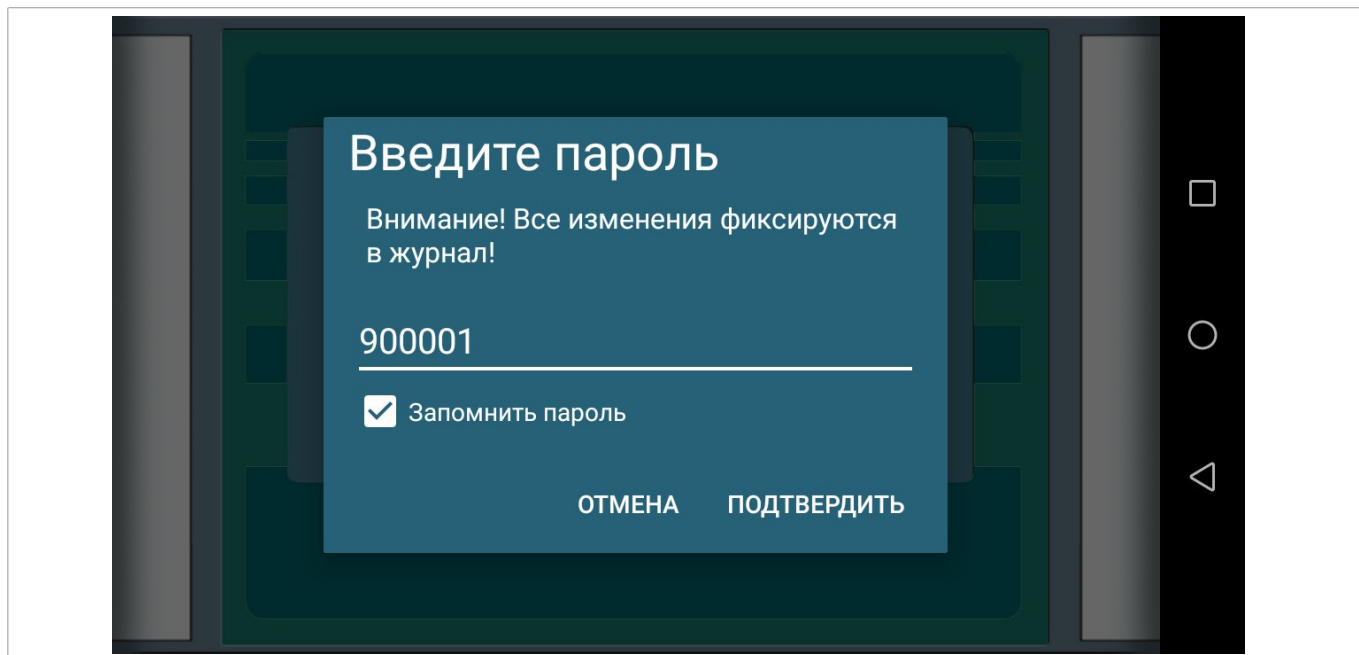 Введите пароль
Внимание! Все изменения фиксируются
в журнал!
900001
Запомнить пароль
ОТМЕНА ПОДТВЕРДИТЬ